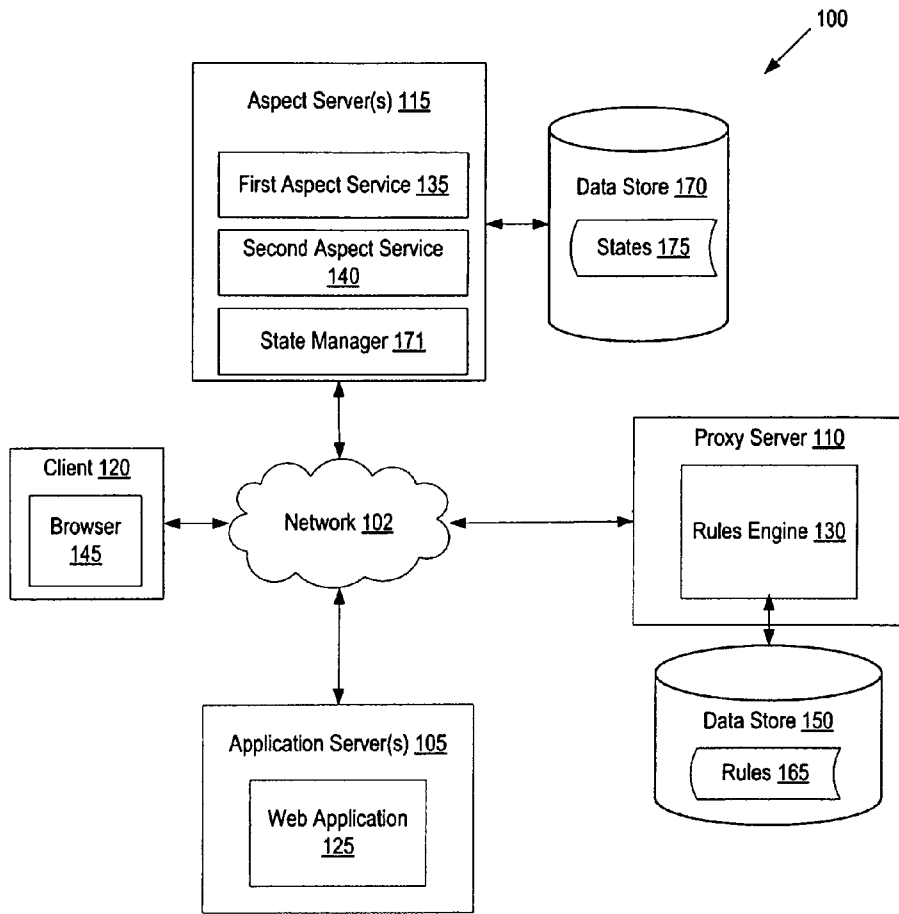 100
Aspect Server(s) 115
First Aspect Service 135
Second Aspect Service
140
State Manager 171
Data Store 170
States 175
Client 120
Browser
145
Network 102
Proxy Server 110
Rules Engine 130
Data Store 150
Rules 165
Application Server(s) 105
Web Application
125